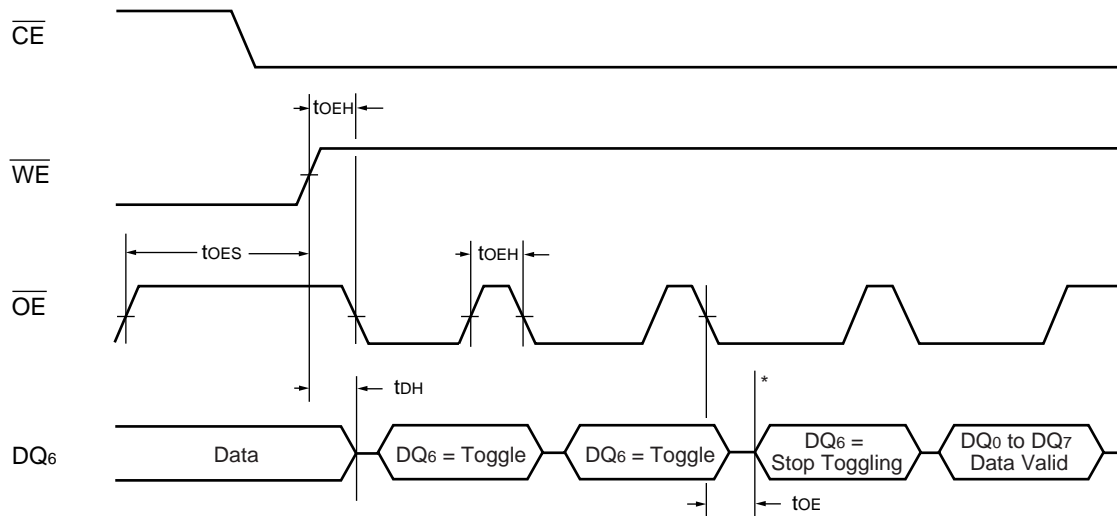 CE
tOEH
WE
tOES
tOEH
OE
tDH
*
DQ6
Data
DQ6 = Toggle
DQ6 = Toggle
DQ6 =
Stop Toggling
DQ0 to DQ7
Data Valid
tOE